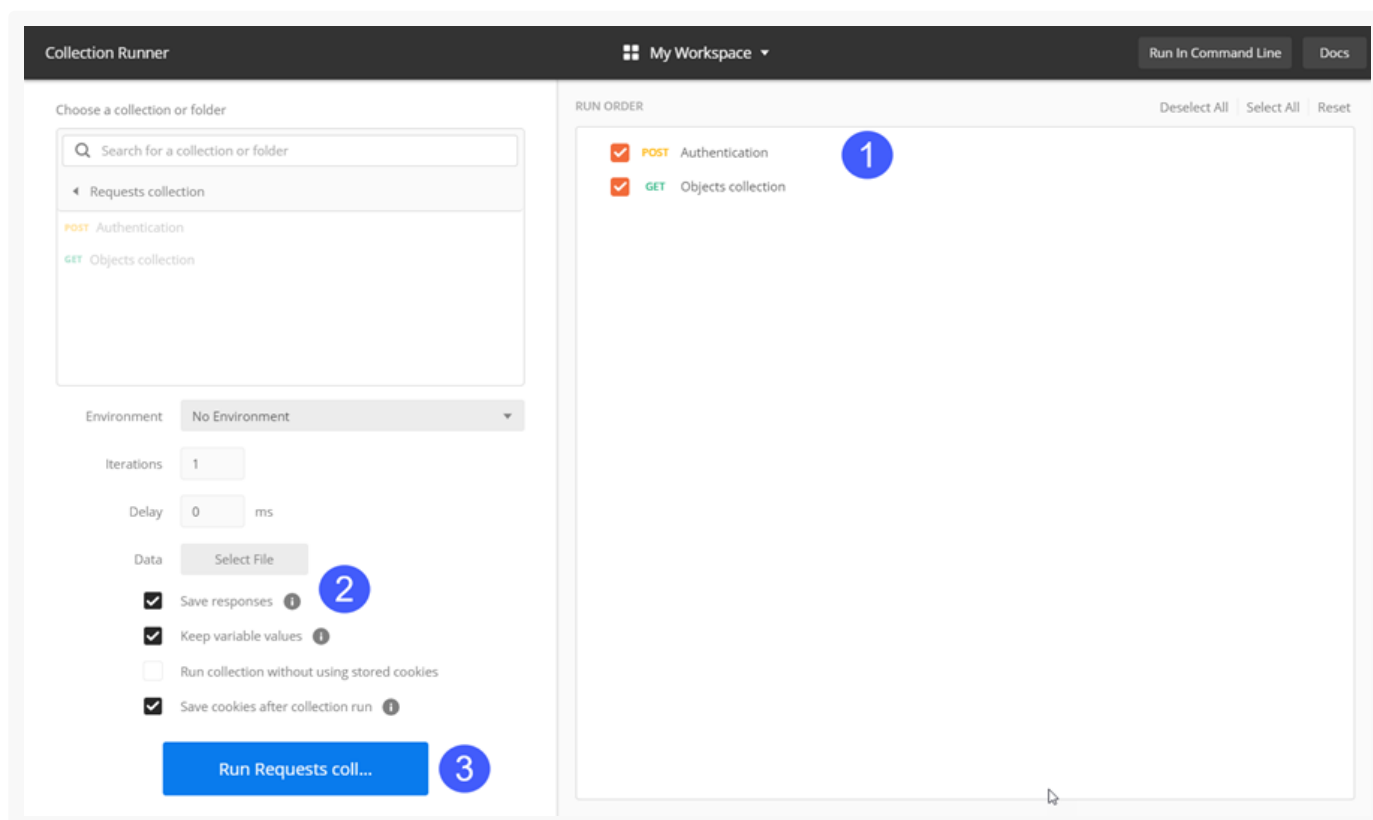 Collection Runner
My Workspace
Run In Command Line
Docs
Choose a collection or folder
Search for a collection or folder
Requests collection
POST Authentication
GET Objects collection
Environment No Environment
Iterations 1
Delay 0 ms
Data Select File
Save responses
2
Keep variable values
Run collection without using stored cookies
Save cookies after collection run
Run Requests coll...
3
RUN ORDER
Deselect All Select All Reset
POST Authentication
1
GET Objects collection